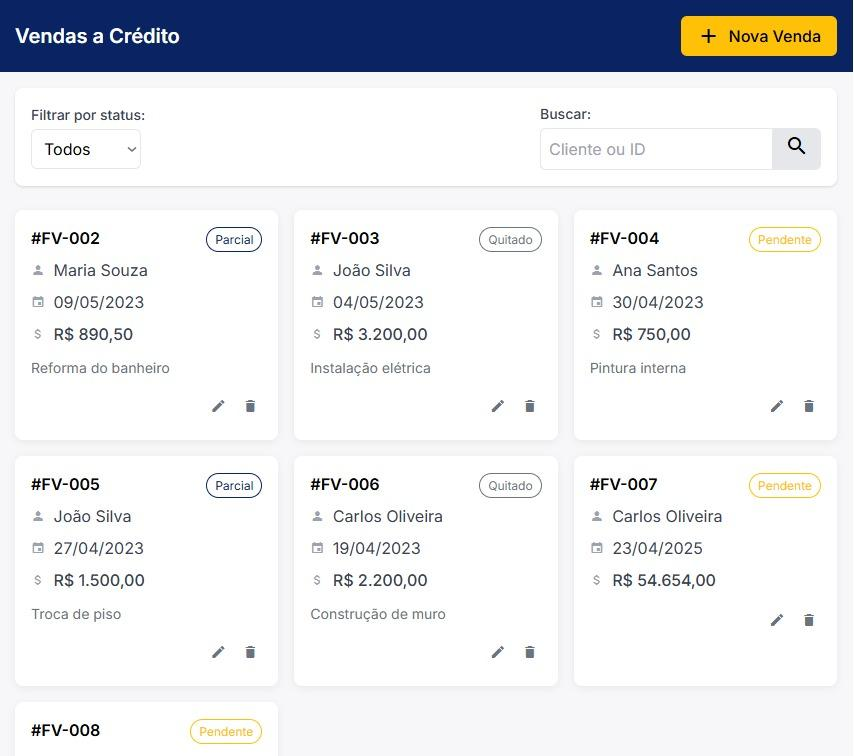 Vendas a Crédito
Nova Venda
Filtrar por status:
Todos
Buscar:
Cliente ou ID
#FV-002
Parcial
Maria Souza
09/05/2023
R$ 890,50
Reforma do banheiro
#FV-003
Quitado
João Silva
04/05/2023
R$ 3.200,00
Instalação elétrica
#FV-004
Pendente
Ana Santos
30/04/2023
R$ 750,00
Pintura interna
#FV-005
Parcial
João Silva
27/04/2023
R$ 1.500,00
Troca de piso
#FV-006
Quitado
Carlos Oliveira
19/04/2023
R$ 2.200,00
Construção de muro
#FV-007
Pendente
Carlos Oliveira
23/04/2025
R$ 54.654,00
#FV-008
Pendente